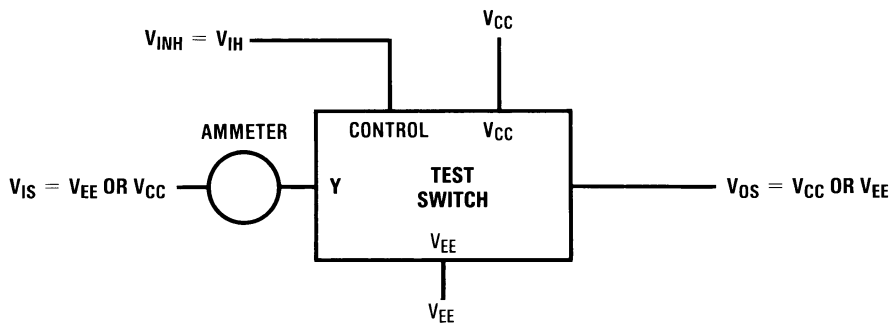 V_CC
V_INH = V_IH
AMMETER
CONTROL
V_CC
V_IS = V_EE OR V_CC
Y
TEST
SWITCH
V_OS = V_CC OR V_EE
V_EE
V_EE